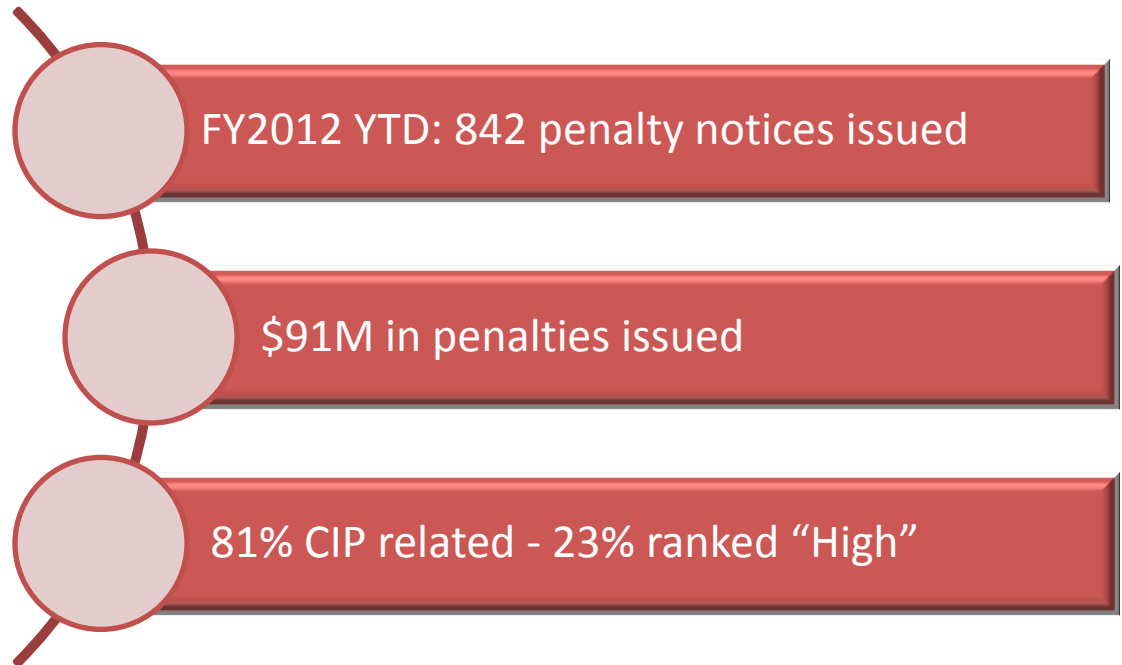 FY2012 YTD: 842 penalty notices issued
$91M in penalties issued
81% CIP related - 23% ranked “High”